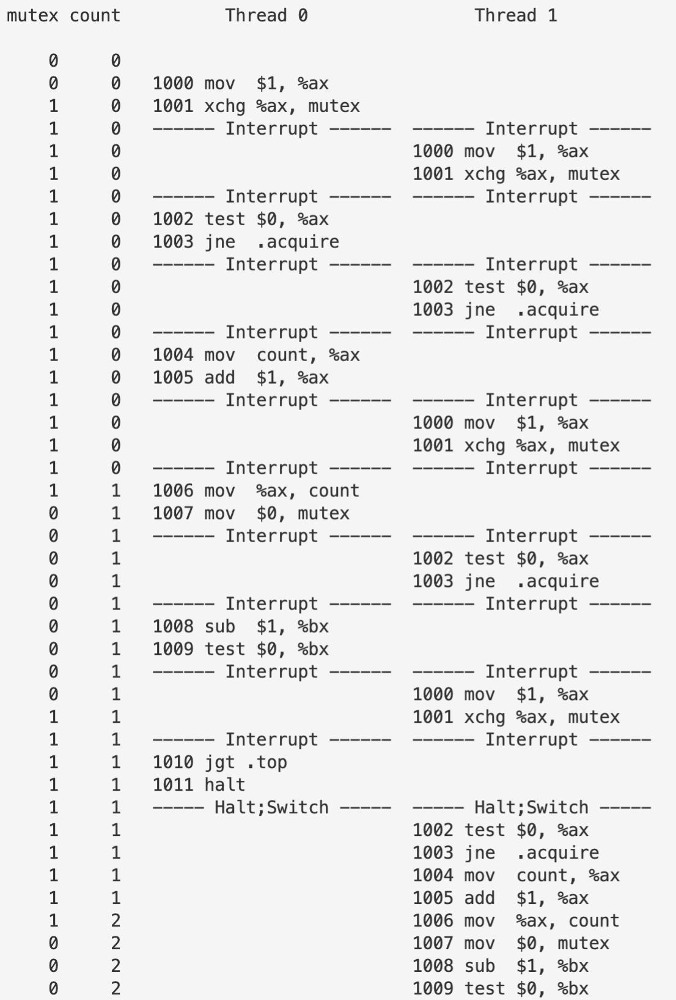 mutex count          Thread 0                Thread 1
    0     0
    0     0   1000 mov  $1, %ax
    1     0   1001 xchg %ax, mutex
    1     0   ------ Interrupt ------  ------ Interrupt ------
    1     0                            1000 mov  $1, %ax
    1     0                            1001 xchg %ax, mutex
    1     0   ------ Interrupt ------  ------ Interrupt ------
    1     0   1002 test $0, %ax
    1     0   1003 jne  .acquire
    1     0   ------ Interrupt ------  ------ Interrupt ------
    1     0                            1002 test $0, %ax
    1     0                            1003 jne  .acquire
    1     0   ------ Interrupt ------  ------ Interrupt ------
    1     0   1004 mov  count, %ax
    1     0   1005 add  $1, %ax
    1     0   ------ Interrupt ------  ------ Interrupt ------
    1     0                            1000 mov  $1, %ax
    1     0                            1001 xchg %ax, mutex
    1     0   ------ Interrupt ------  ------ Interrupt ------
    1     1   1006 mov  %ax, count
    0     1   1007 mov  $0, mutex
    0     1   ------ Interrupt ------  ------ Interrupt ------
    0     1                            1002 test $0, %ax
    0     1                            1003 jne  .acquire
    0     1   ------ Interrupt ------  ------ Interrupt ------
    0     1   1008 sub  $1, %bx
    0     1   1009 test $0, %bx
    0     1   ------ Interrupt ------  ------ Interrupt ------
    0     1                            1000 mov  $1, %ax
    1     1                            1001 xchg %ax, mutex
    1     1   ------ Interrupt ------  ------ Interrupt ------
    1     1   1010 jgt .top
    1     1   1011 halt
    1     1   ----- Halt;Switch -----  ----- Halt;Switch -----
    1     1                            1002 test $0, %ax
    1     1                            1003 jne  .acquire
    1     1                            1004 mov  count, %ax
    1     1                            1005 add  $1, %ax
    1     2                            1006 mov  %ax, count
    0     2                            1007 mov  $0, mutex
    0     2                            1008 sub  $1, %bx
    0     2                            1009 test $0, %bx